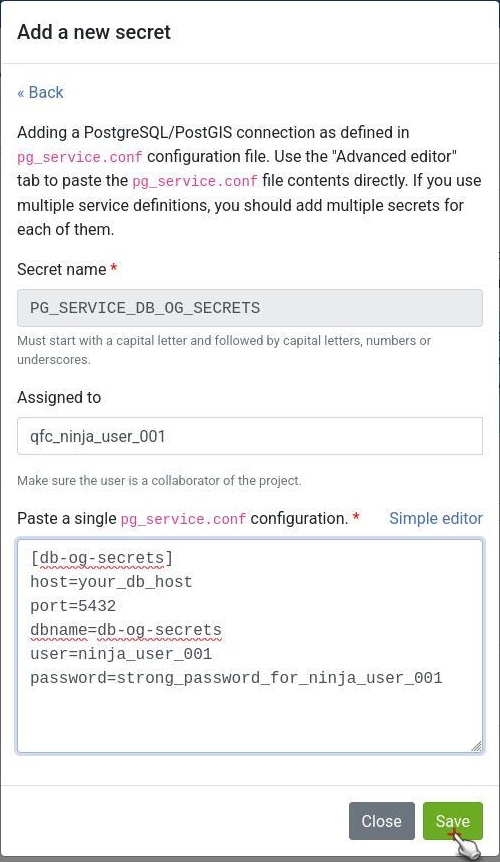 Add a new secret
« Back
Adding a PostgreSQL/PostGIS connection as defined in
pg_service.conf configuration file. Use the "Advanced editor"
tab to paste the pg_service.conf file contents directly. If you use
multiple service definitions, you should add multiple secrets for
each of them.
Secret name *
PG_SERVICE_DB_OG_SECRETS
Must start with a capital letter and followed by capital letters, numbers or
underscores.
Assigned to
qfc_ninja_user_001
Make sure the user is a collaborator of the project.
Paste a single pg_service.conf configuration. * Simple editor
[db-og-secrets]
host=your_db_host
port=5432
dbname=db-og-secrets
user=ninja_user_001
password=strong_password_for_ninja_user_001
Close Save